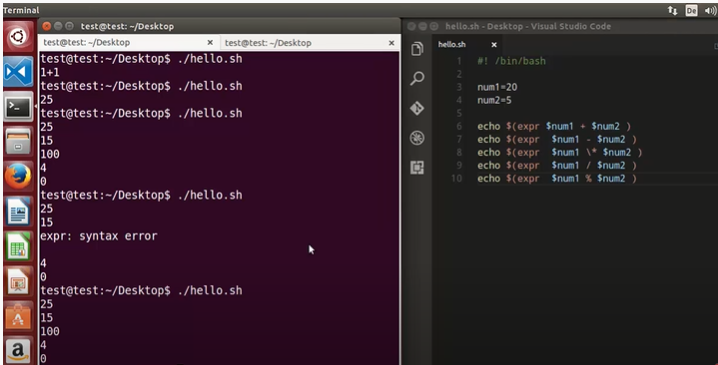 Terminal
De
test@test: ~/Desktop
test@test: ~/Desktop × test@test: ~/Desktop ×
test@test:~/Desktop$ ./hello.sh
1+1
test@test:~/Desktop$ ./hello.sh
25
test@test:~/Desktop$ ./hello.sh
25
15
100
4
0
test@test:~/Desktop$ ./hello.sh
25
15
expr: syntax error
4
0
test@test:~/Desktop$ ./hello.sh
25
15
100
4
0
hello.sh - Desktop - Visual Studio Code
hello.sh ×
1 #! /bin/bash
2
3 num1=20
4 num2=5
5
6 echo $(expr $num1 + $num2 )
7 echo $(expr  $num1 - $num2 )
8 echo $(expr  $num1 \* $num2 )
9 echo $(expr  $num1 / $num2 )
10 echo $(expr  $num1 % $num2 )
a